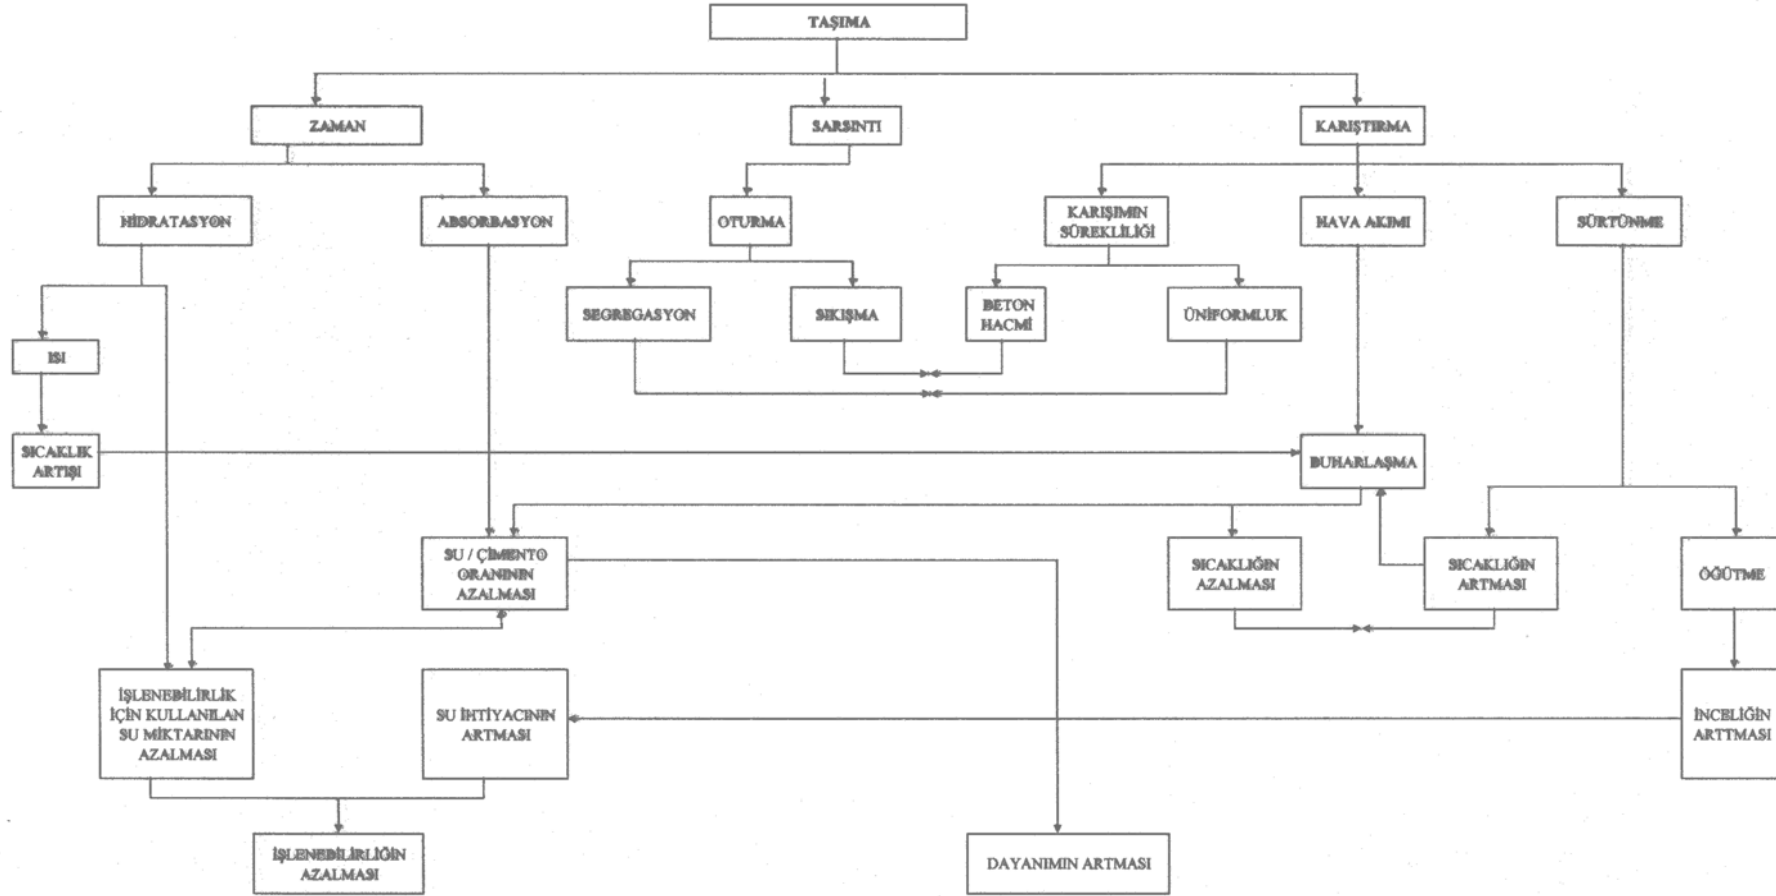 TAŞIMA
ZAMAN
SARSINTI
KARIŞTIRMA
HİDRATASYON
ABSORBASYON
OTURMA
KARIŞIMIN
SÜREKLİLİĞİ
HAVA AKIMI
SÜRTÜNME
SEGREGASYON
SIKIŞMA
BETON
HACMİ
ÜNİFORMLUK
ISI
SICAKLIK
ARTIŞI
BUHARLAŞMA
SU / ÇİMENTO
ORANININ
AZALMASI
SICAKLIĞIN
AZALMASI
SICAKLIĞIN
ARTMASI
ÖĞÜTME
İŞLENEBİLİRLİK
İÇİN KULLANILAN
SU MİKTARININ
AZALMASI
SU İHTİYACININ
ARTMASI
İNCELİĞİN
ARTTMASI
İŞLENEBİLİRLİĞİN
AZALMASI
DAYANIMIN ARTMASI